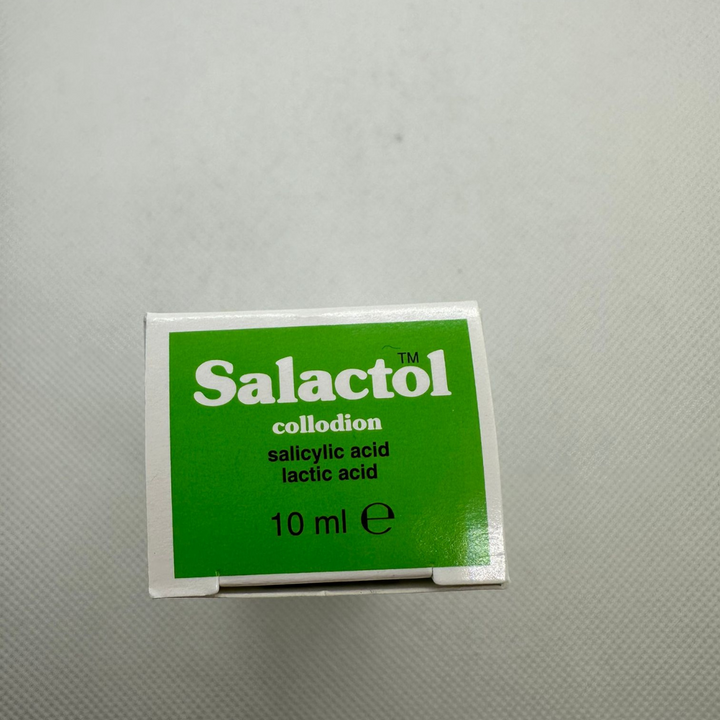 Salactol™
collodion
salicylic acid
lactic acid
10 ml ℮